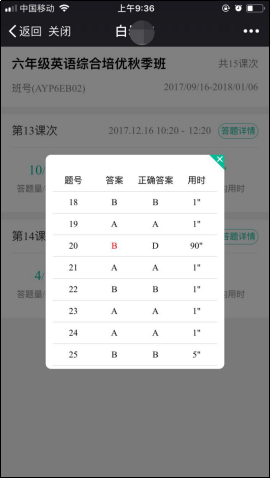 中国移动 上午9:36
返回 关闭 白
六年级英语综合培优秋季班 共15课次
班号(AYP6EB02) 2017/09/16-2018/01/06
第13课次 2017.12.16 10:20 - 12:20 答题详情
10/
答题量/ 用时
题号 答案 正确答案 用时
18 B B 1"
19 A A 1"
20 B D 90"
21 A A 1"
22 B B 1"
23 A A 1"
24 A A 1"
25 B B 5"
第14课 详情
4/
答题量/ 用时